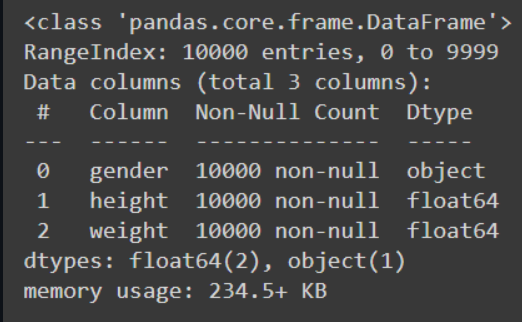 <class 'pandas.core.frame.DataFrame'>
RangeIndex: 10000 entries, 0 to 9999
Data columns (total 3 columns):
 #   Column  Non-Null Count  Dtype
---  ------  --------------  -----
 0   gender  10000 non-null  object
 1   height  10000 non-null  float64
 2   weight  10000 non-null  float64
dtypes: float64(2), object(1)
memory usage: 234.5+ KB